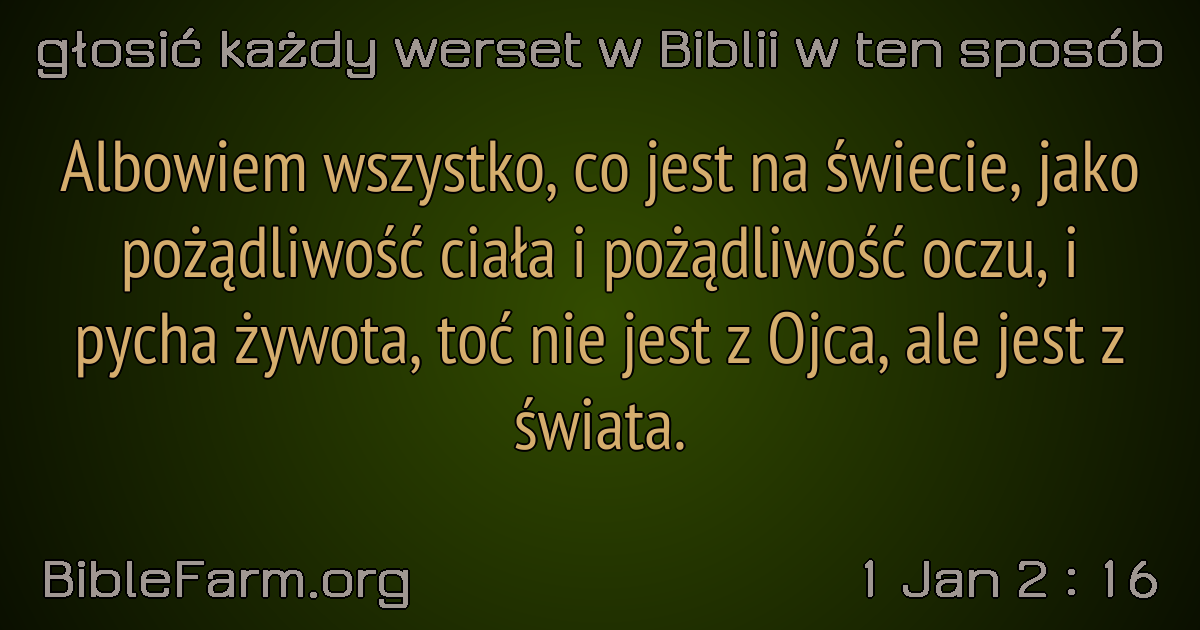 głosić każdy werset w Biblii w ten sposób
Albowiem wszystko, co jest na świecie, jako
pożądliwość ciała i pożądliwość oczu, i
pycha żywota, toć nie jest z Ojca, ale jest z
świata.
BibleFarm.org
1 Jan 2 : 16